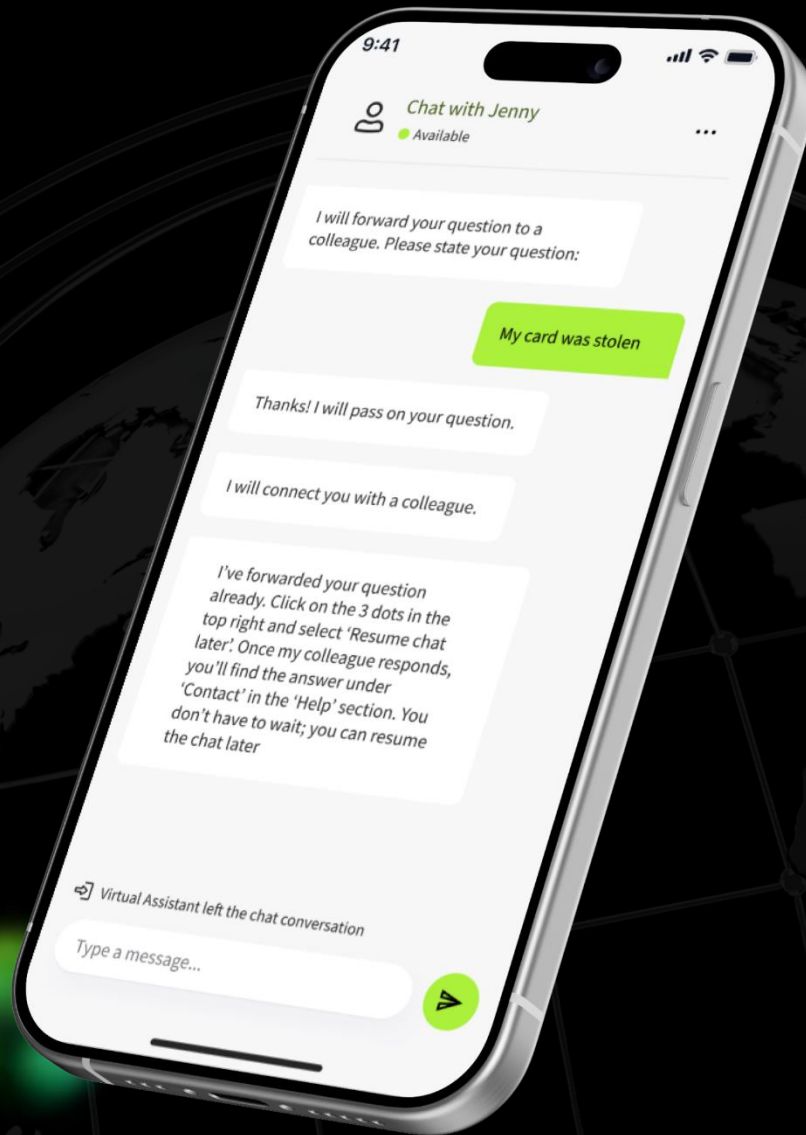 9:41
Chat with Jenny
Available
I will forward your question to a
colleague. Please state your question:
My card was stolen
Thanks! I will pass on your question.
I will connect you with a colleague.
I've forwarded your question
already. Click on the 3 dots in the
top right and select ‘Resume chat
later’. Once my colleague responds,
you'll find the answer under
‘Contact’ in the ‘Help’ section. You
don't have to wait; you can resume
the chat later
Virtual Assistant left the chat conversation
Type a message...